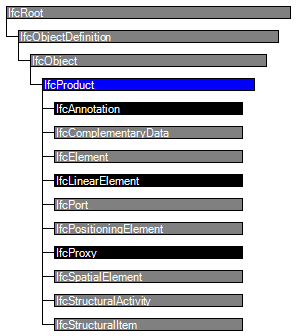 IfcRoot
IfcObjectDefinition
IfcObject
IfcProduct
IfcAnnotation
IfcComplementaryData
IfcElement
IfcLinearElement
IfcPort
IfcPositioningElement
IfcProxy
IfcSpatialElement
IfcStructuralActivity
IfcStructuralItem